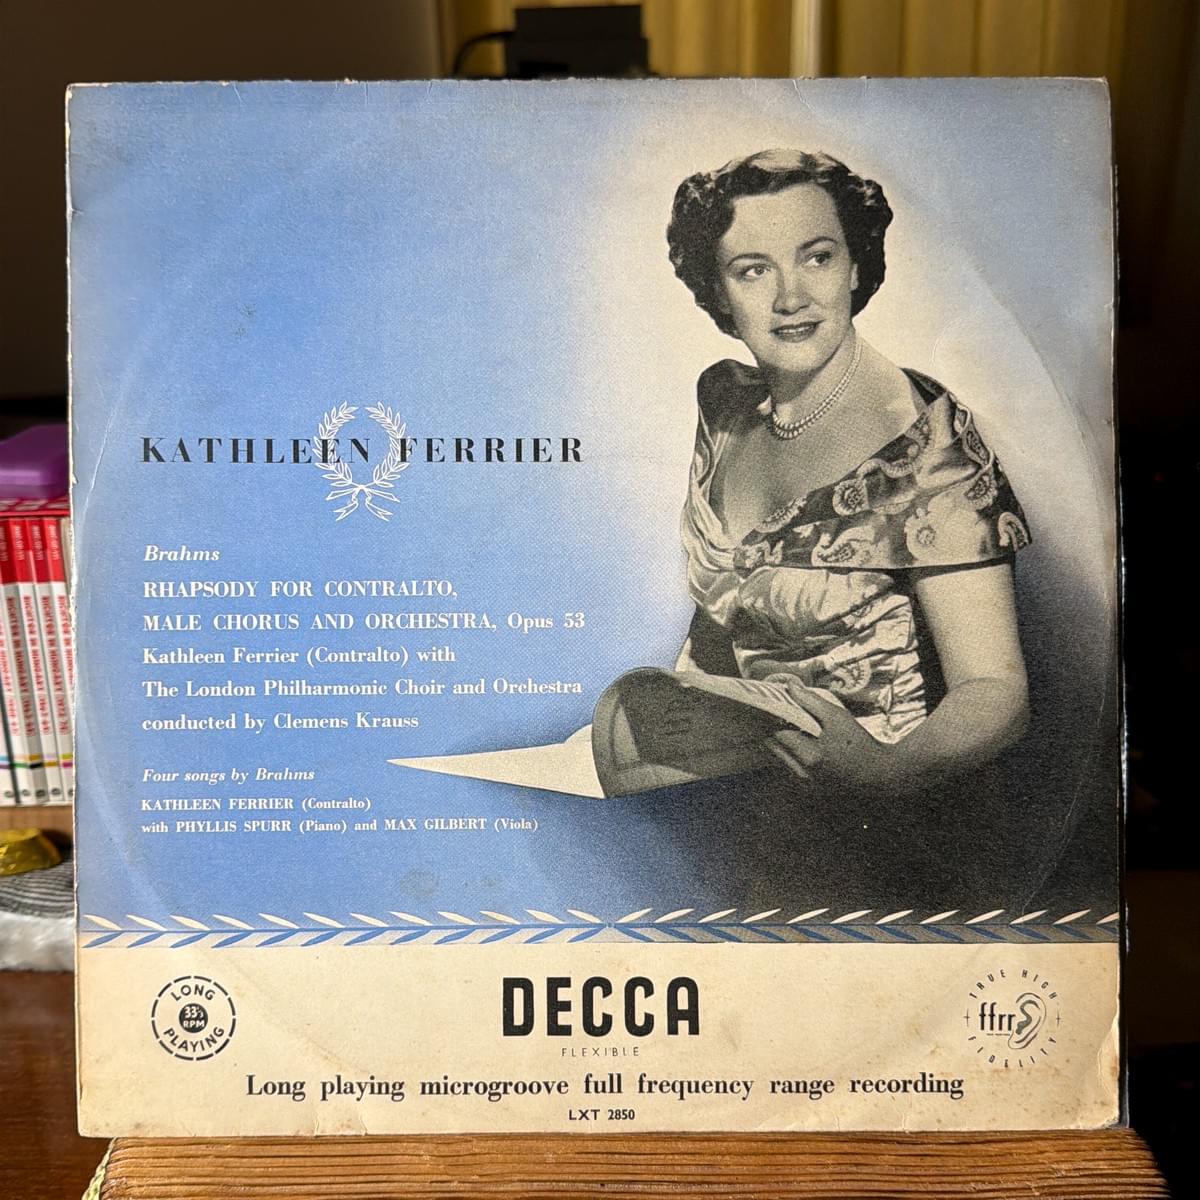 KATHLEEN FERRIER
Brahms
RHAPSODY FOR CONTRALTO,
MALE CHORUS AND ORCHESTRA, Opus 53
Kathleen Ferrier (Contralto) with
The London Philharmonic Choir and Orchestra
conducted by Clemens Krauss
Four songs by Brahms
KATHLEEN FERRIER (Contralto)
with PHYLLIS SPURR (Piano) and MAX GILBERT (Viola)
LONG
33⅓
RPM
PLAYING
DECCA
FLEXIBLE
TRUE HIGH
ffrr
FIDELITY
Long playing microgroove full frequency range recording
LXT 2850